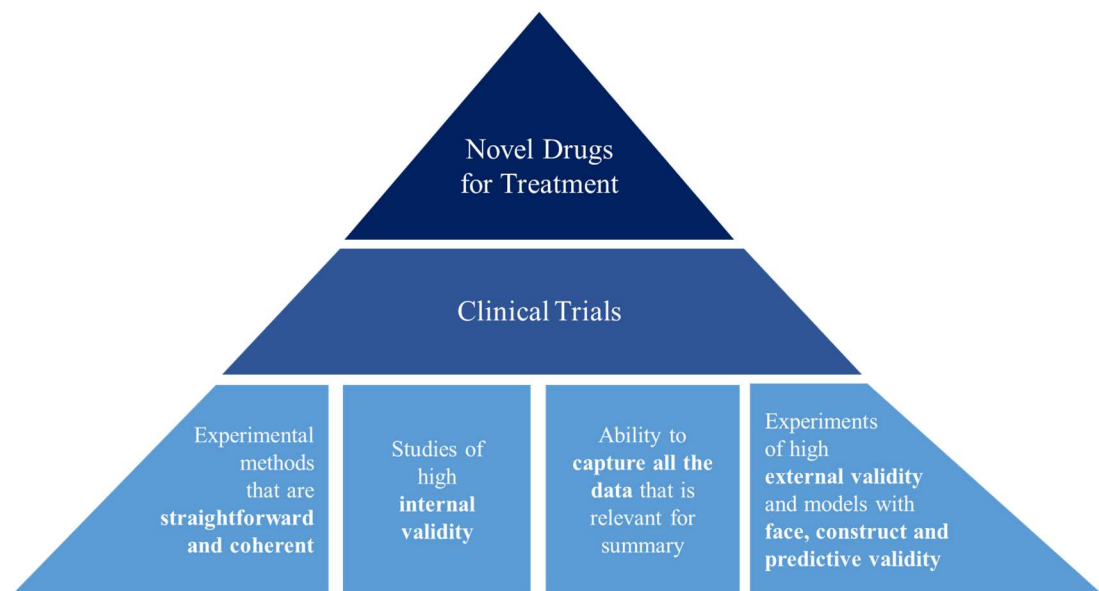 Novel Drugs
for Treatment
Clinical Trials
Experimental
methods
that are
straightforward
and coherent
Studies of
high
internal
validity
Ability to
capture all the
data that is
relevant for
summary
Experiments
of high
external validity
and models with
face, construct and
predictive validity